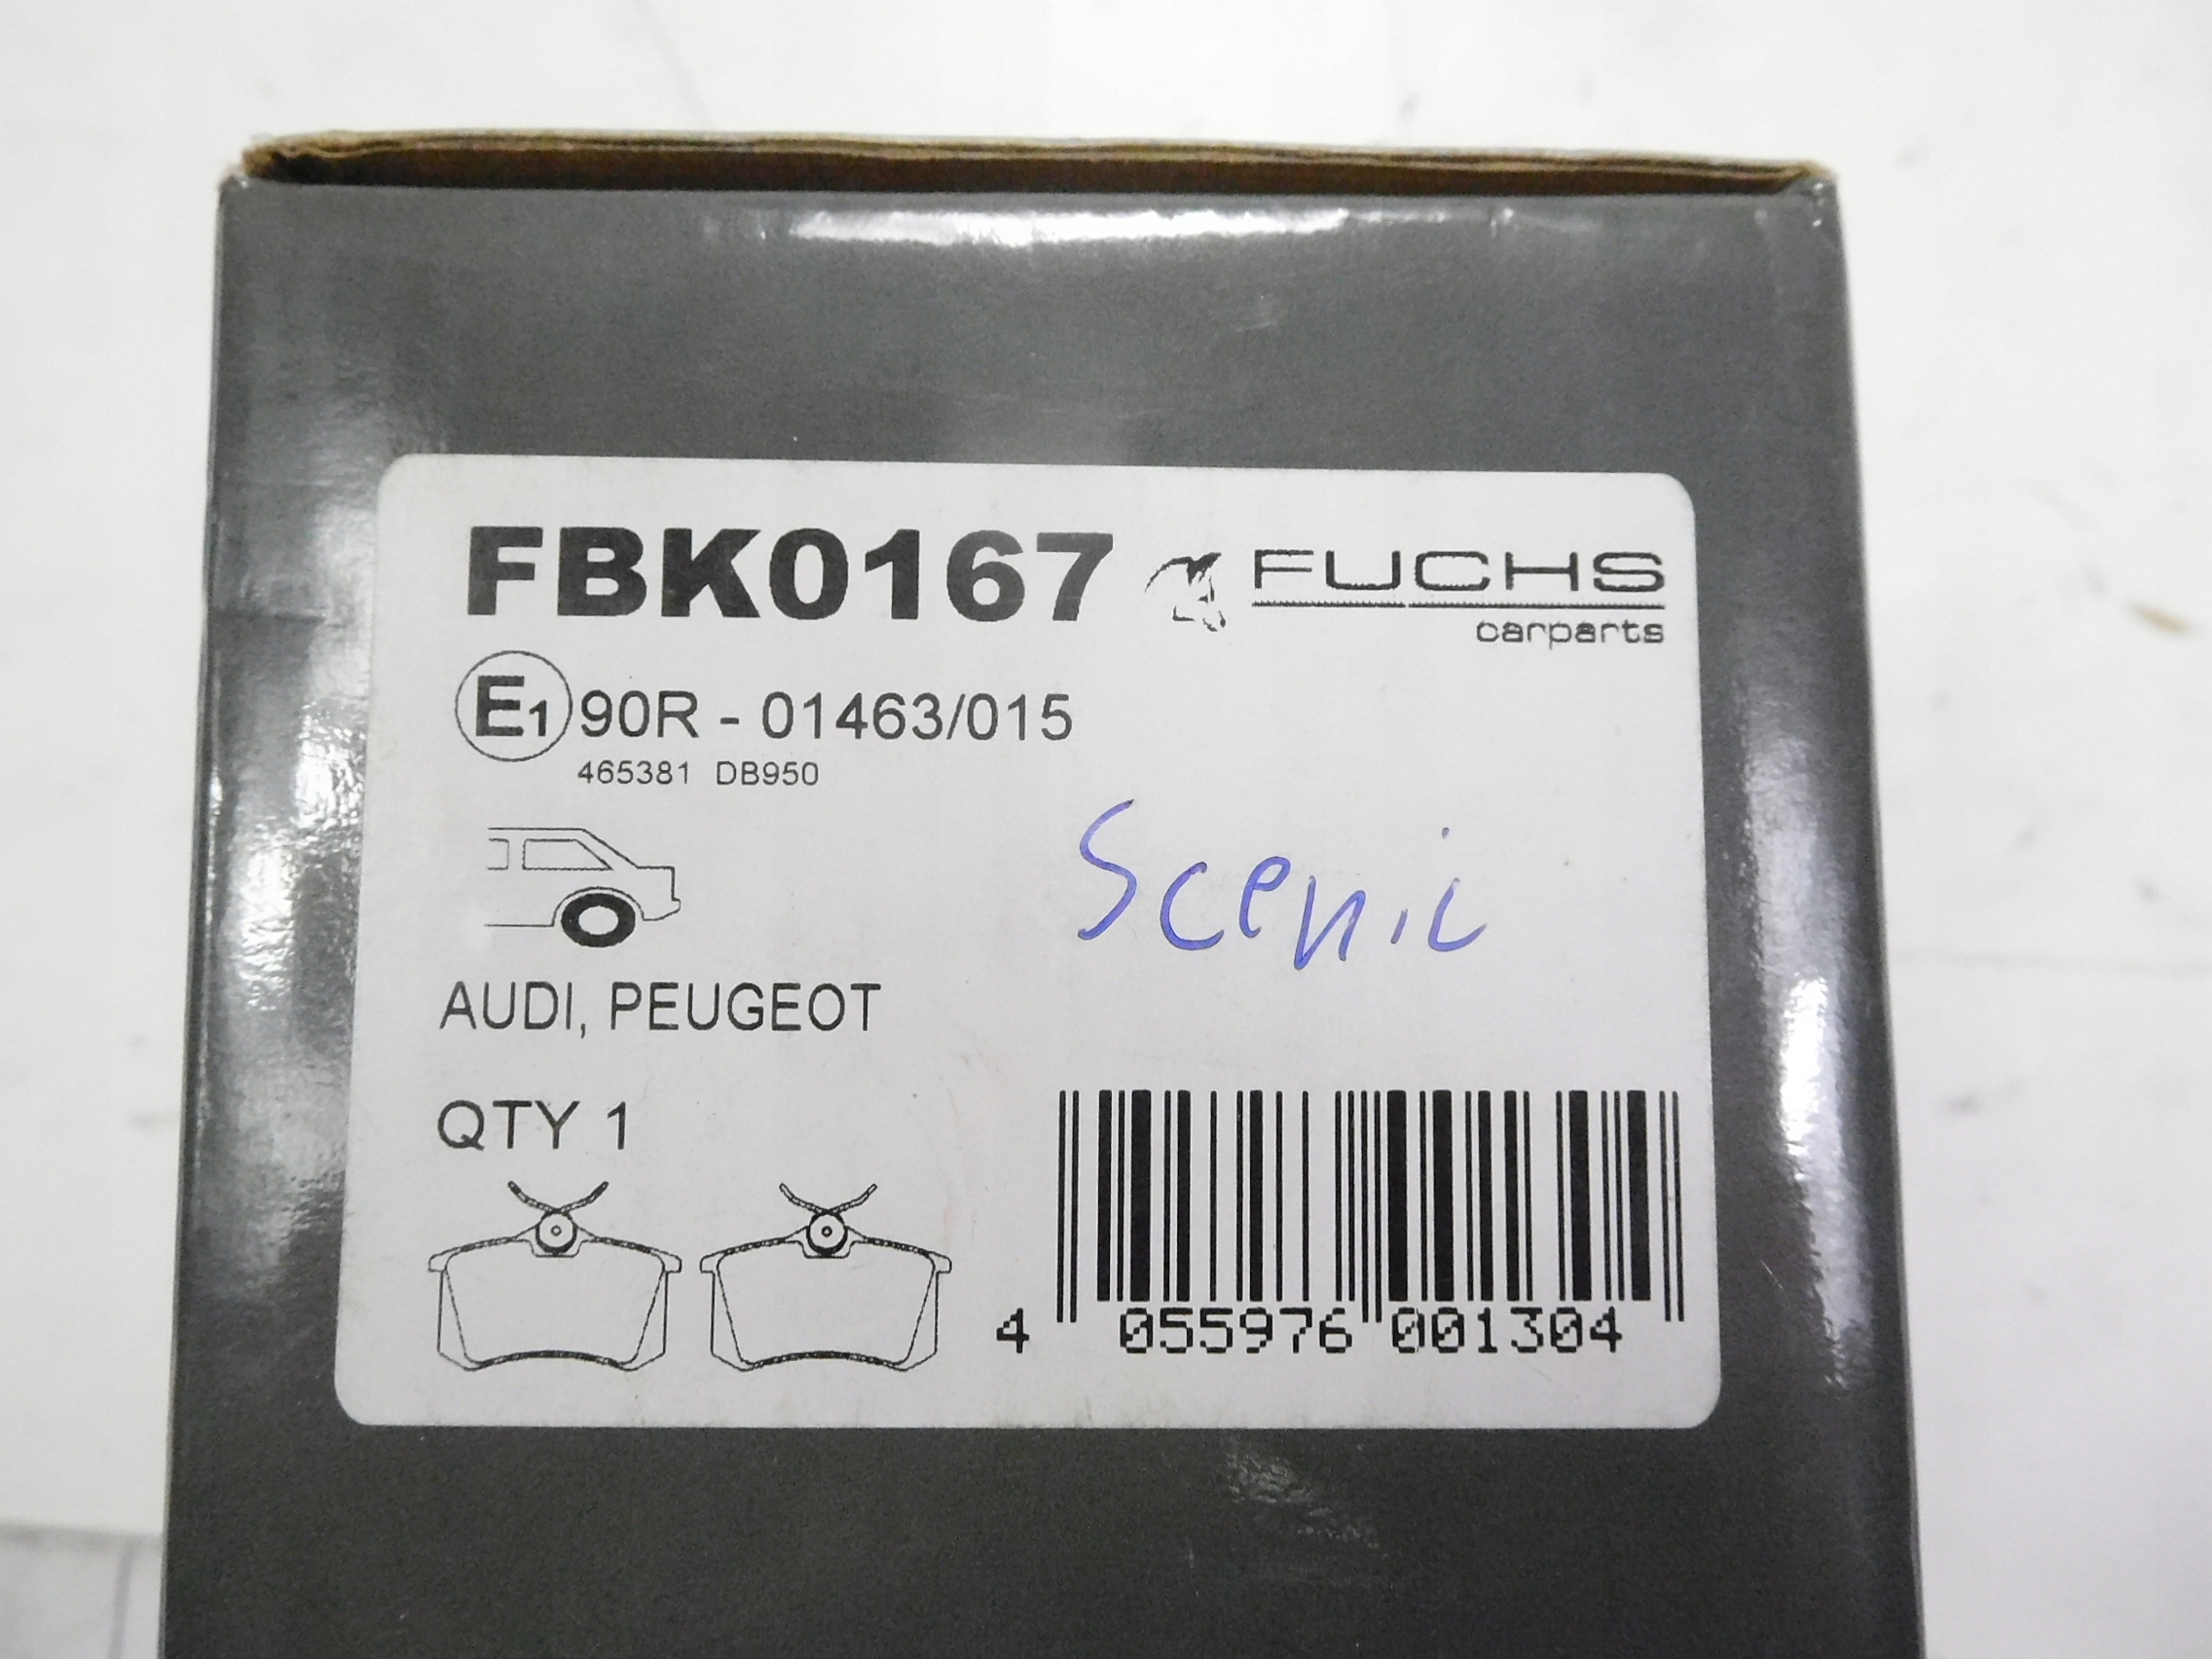 FBK0167 FUCHS
carparts
E1 90R - 01463/015
465381 DB950
Scenic
AUDI, PEUGEOT
QTY 1
4 055976 001304